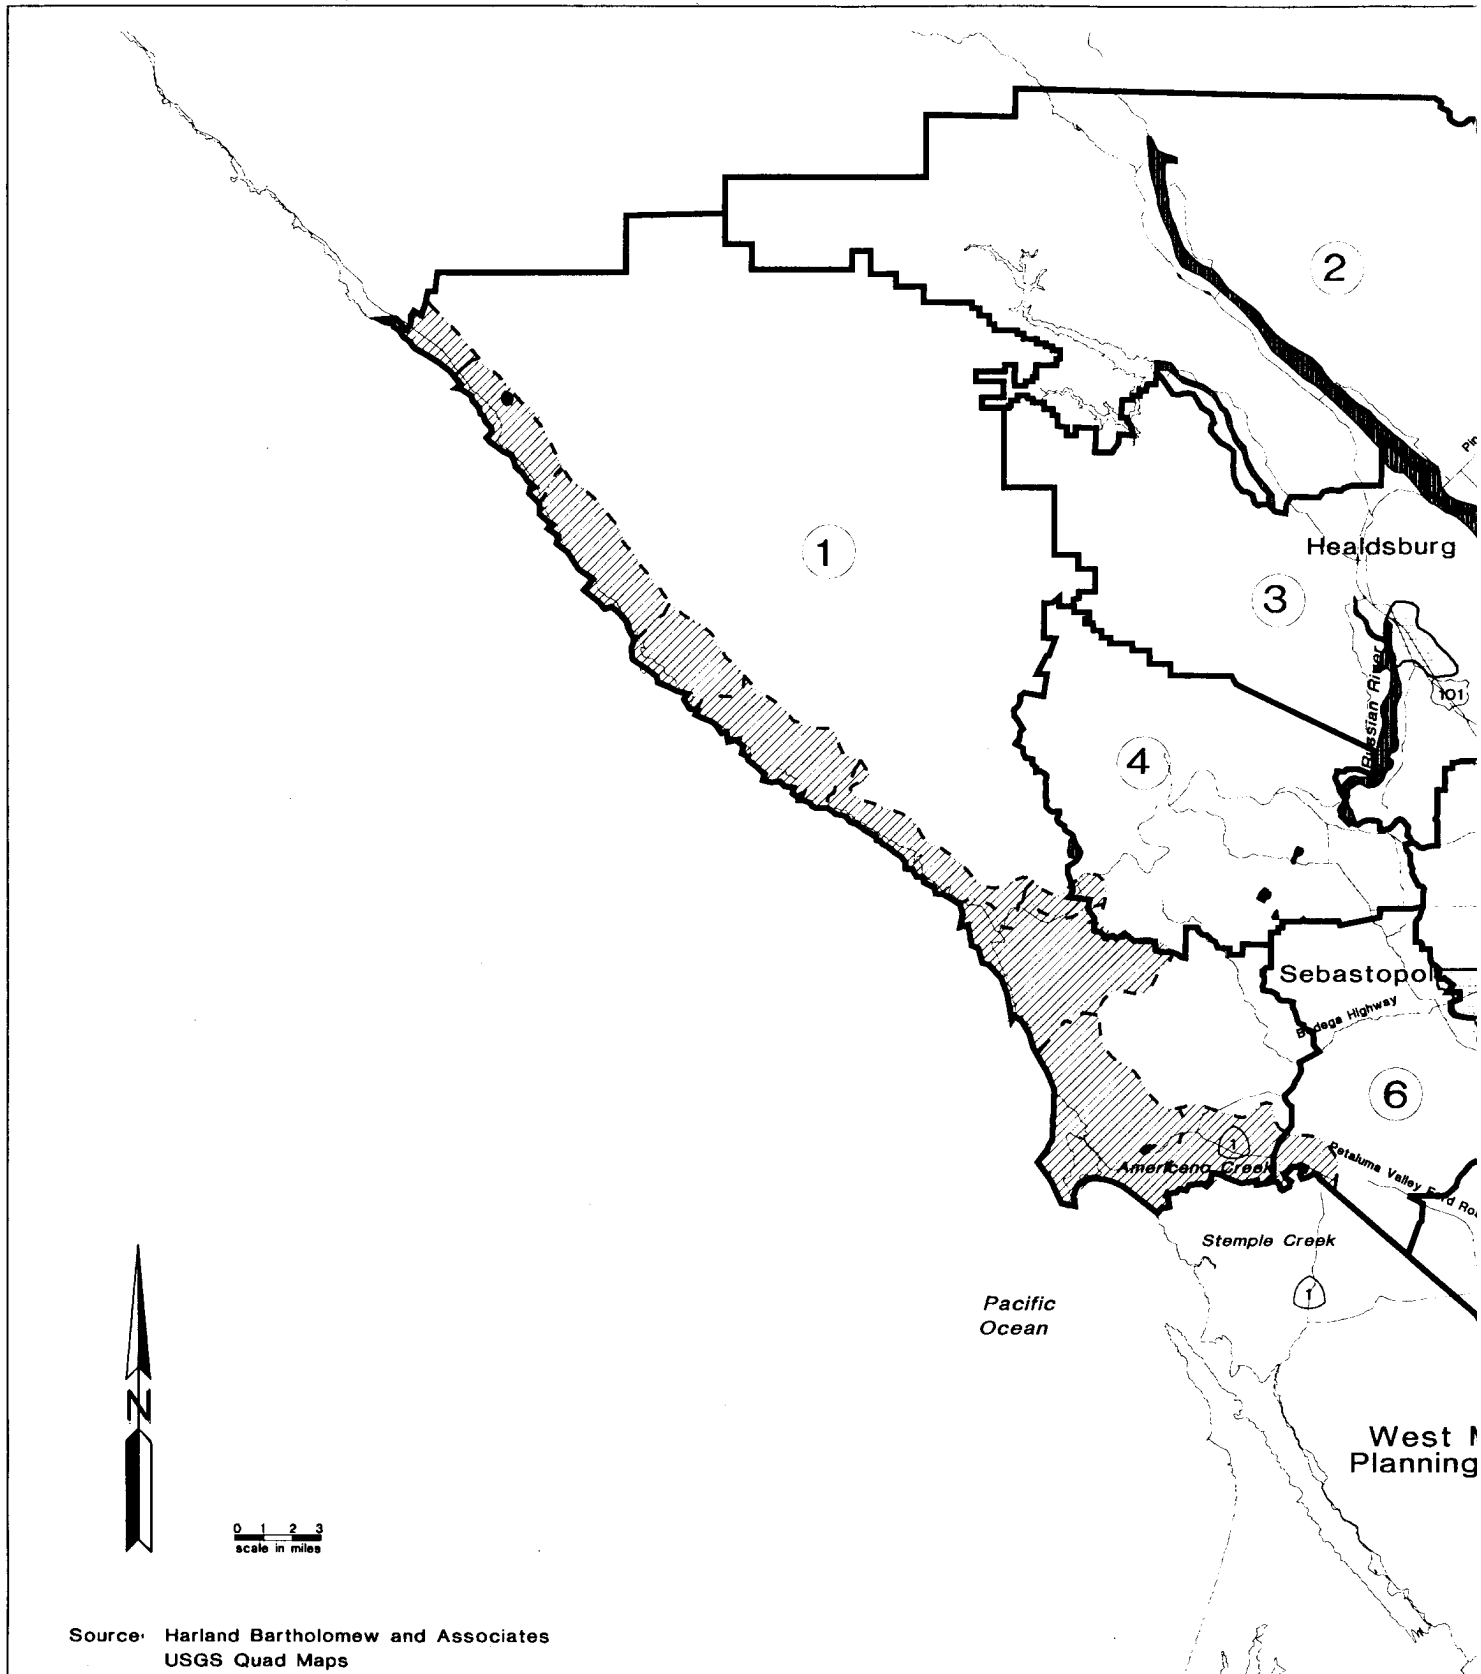 2
Pin
Healdsburg
1
3
Russian River
101
4
Sebastopol
Bodega Highway
6
1
Americano Creek
Petaluma Valley Ford Roa
Stemple Creek
1
Pacific
Ocean
N
West M
Planning
0 1 2 3
scale in miles
Source: Harland Bartholomew and Associates
USGS Quad Maps